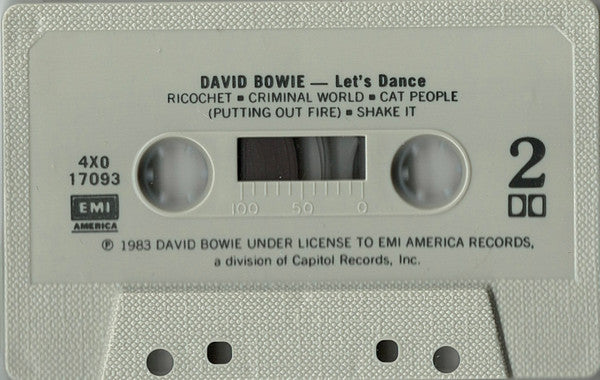 DAVID BOWIE — Let's Dance
RICOCHET ■ CRIMINAL WORLD ■ CAT PEOPLE
(PUTTING OUT FIRE) ■ SHAKE IT
4XO
17093
EMI
AMERICA
100 50 0
2
℗ 1983 DAVID BOWIE UNDER LICENSE TO EMI AMERICA RECORDS,
a division of Capitol Records, Inc.